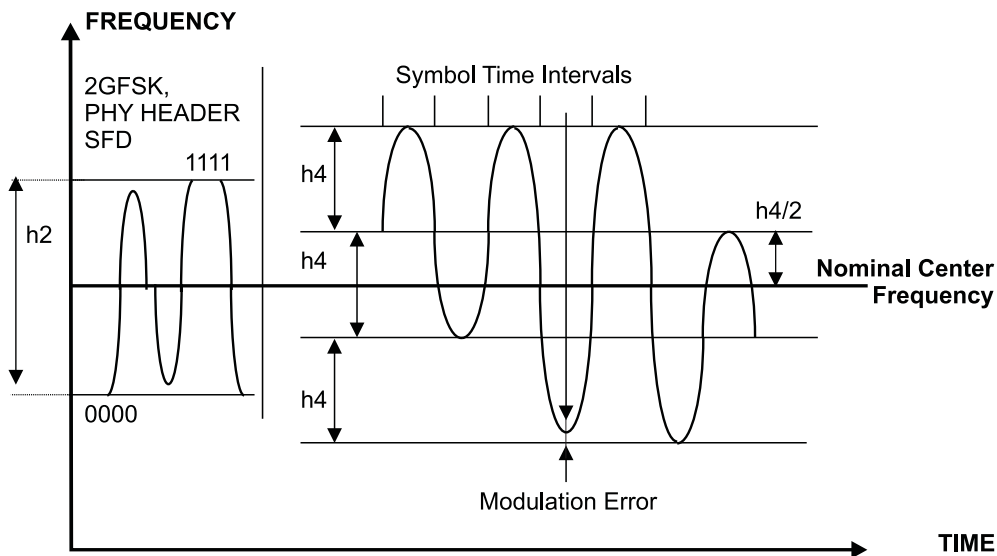 FREQUENCY
2GFSK,
PHY HEADER
SFD
1111
h2
0000
Symbol Time Intervals
h4
h4
h4
h4/2
Nominal Center
Frequency
Modulation Error
TIME